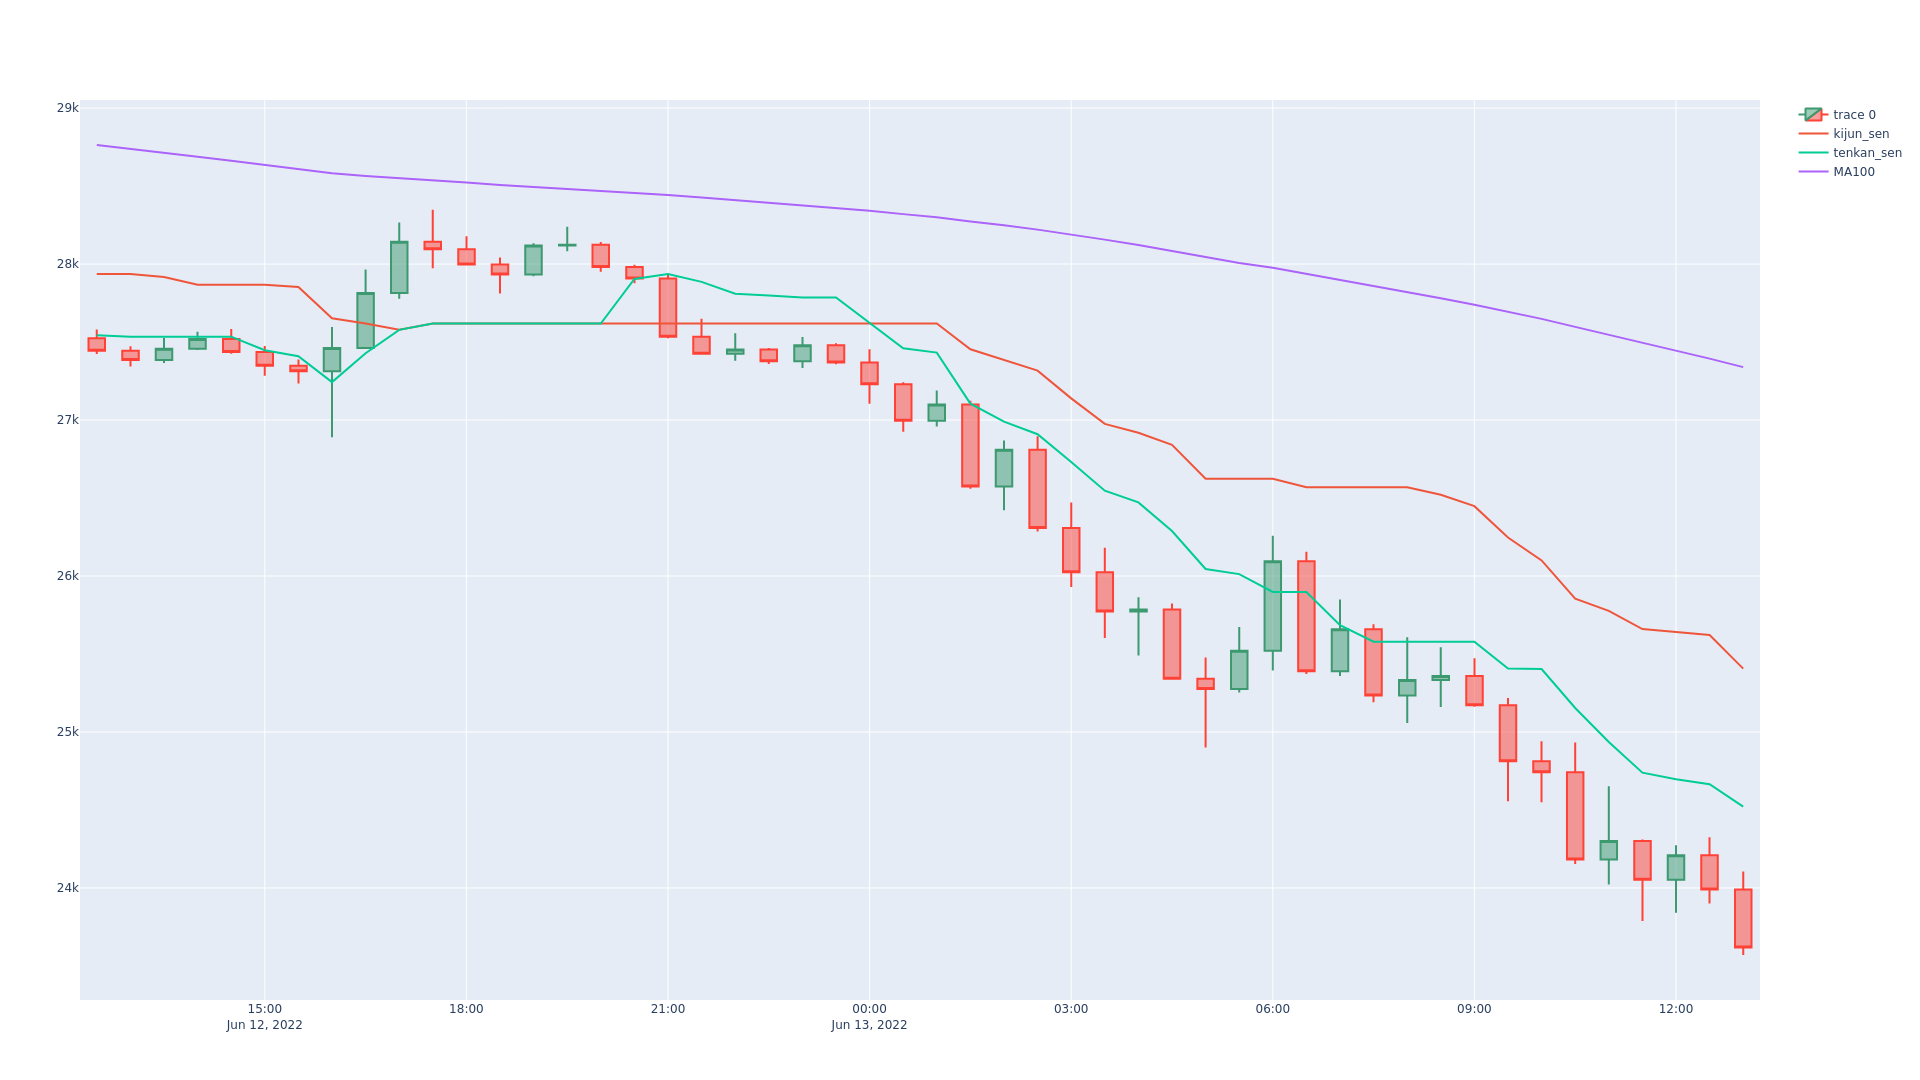 29k
28k
27k
26k
25k
24k
15:00
Jun 12, 2022
18:00
21:00
00:00
Jun 13, 2022
03:00
06:00
09:00
12:00
trace 0
kijun_sen
tenkan_sen
MA100